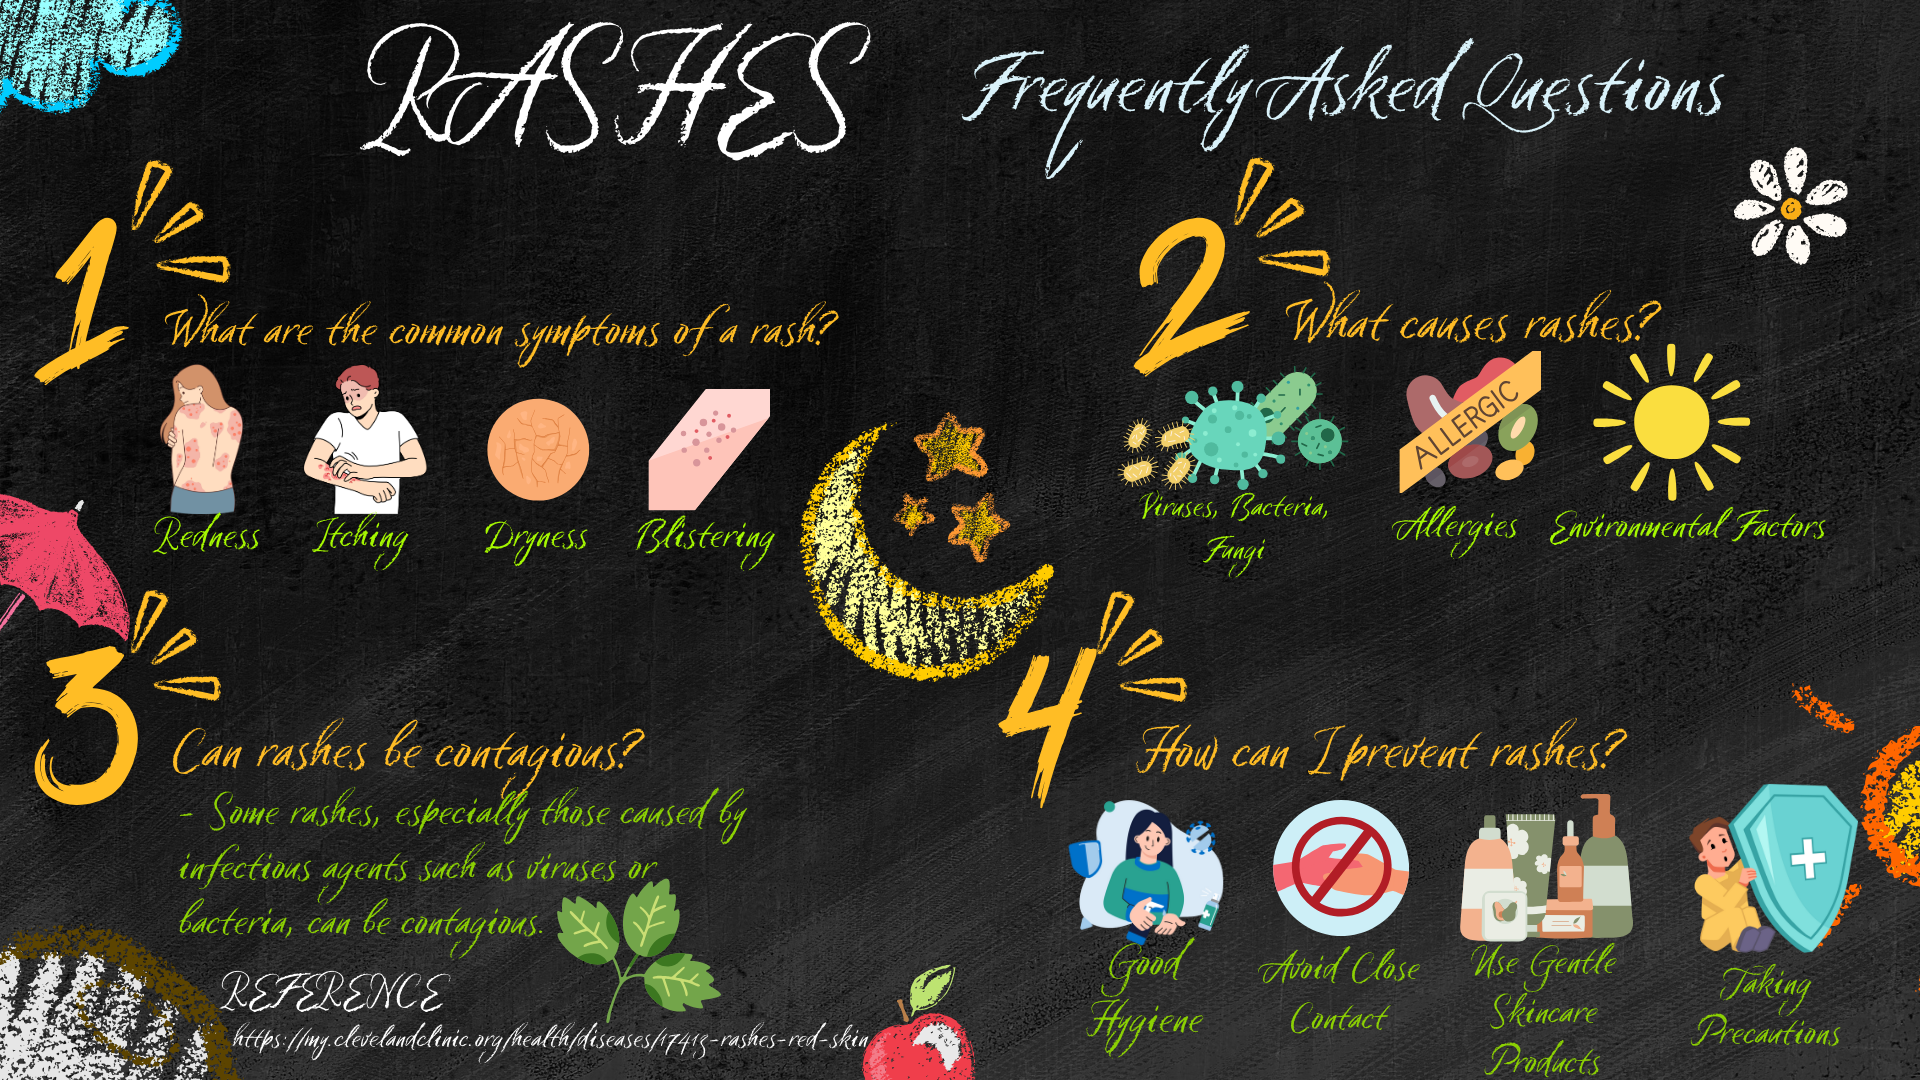 RASHES
Frequently Asked Questions
1
What are the common symptoms of a rash?
Redness
Itching
Dryness
Blistering
2
What causes rashes?
Viruses, Bacteria,
Fungi
ALLERGIC
Allergies
Environmental Factors
3
Can rashes be contagious?
- Some rashes, especially those caused by
infectious agents such as viruses or
bacteria, can be contagious.
4
How can I prevent rashes?
Good
Hygiene
Avoid Close
Contact
Use Gentle
Skincare
Products
Taking
Precautions
REFERENCE
https://my.clevelandclinic.org/health/diseases/17413-rashes-red-skin